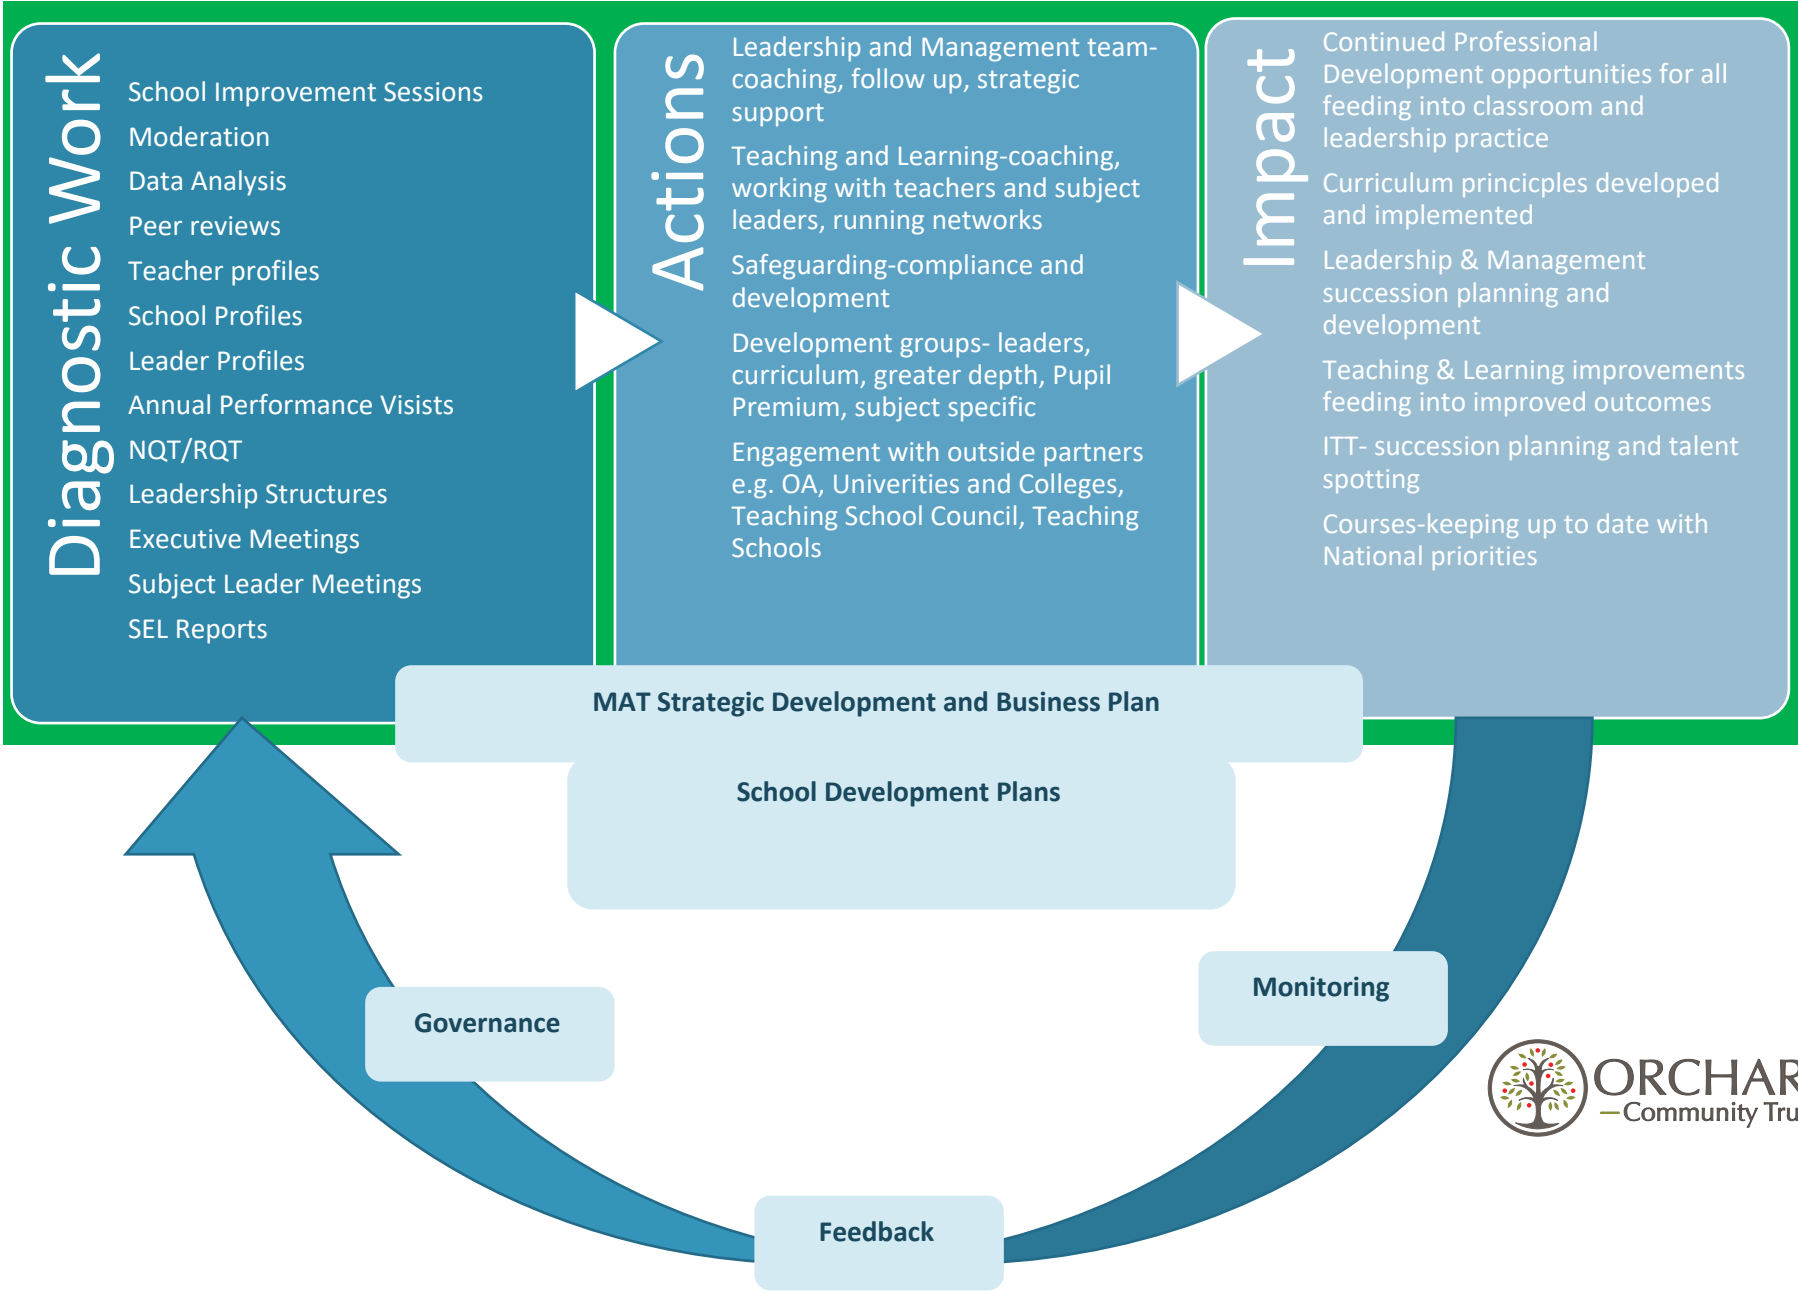 Diagnostic Work
School Improvement Sessions
Moderation
Data Analysis
Peer reviews
Teacher profiles
School Profiles
Leader Profiles
Annual Performance Visists
NQT/RQT
Leadership Structures
Executive Meetings
Subject Leader Meetings
SEL Reports
Actions
Leadership and Management team-
coaching, follow up, strategic
support
Teaching and Learning-coaching,
working with teachers and subject
leaders, running networks
Safeguarding-compliance and
development
Development groups- leaders,
curriculum, greater depth, Pupil
Premium, subject specific
Engagement with outside partners
e.g. OA, Univerities and Colleges,
Teaching School Council, Teaching
Schools
Impact
Continued Professional
Development opportunities for all
feeding into classroom and
leadership practice
Curriculum princicples developed
and implemented
Leadership & Management
succession planning and
development
Teaching & Learning improvements
feeding into improved outcomes
ITT- succession planning and talent
spotting
Courses-keeping up to date with
National priorities
MAT Strategic Development and Business Plan
School Development Plans
Monitoring
Governance
ORCHAR
Community Tru
Feedback